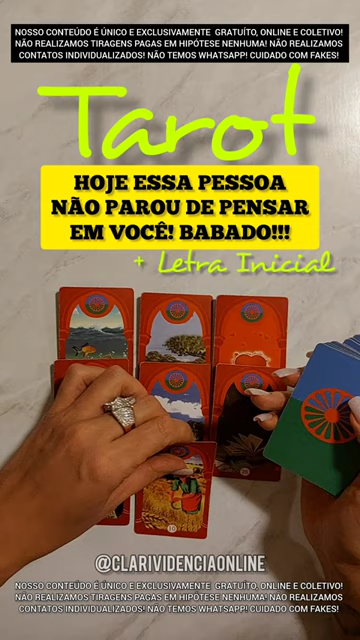 NOSSO CONTEÚDO É ÚNICO E EXCLUSIVAMENTE GRATUÍTO, ONLINE E COLETIVO!
NÃO REALIZAMOS TIRAGENS PAGAS EM HIPÓTESE NENHUMA! NÃO REALIZAMOS
CONTATOS INDIVIDUALIZADOS! NÃO TEMOS WHATSAPP! CUIDADO COM FAKES!
Tarot
HOJE ESSA PESSOA
NÃO PAROU DE PENSAR
EM VOCÊ! BABADO!!!
+ Letra Inicial
@CLARIVIDENCIAONLINE
NOSSO CONTEÚDO É ÚNICO E EXCLUSIVAMENTE GRATUÍTO, ONLINE E COLETIVO!
NÃO REALIZAMOS TIRAGENS PAGAS EM HIPÓTESE NENHUMA! NÃO REALIZAMOS
CONTATOS INDIVIDUALIZADOS! NÃO TEMOS WHATSAPP! CUIDADO COM FAKES!